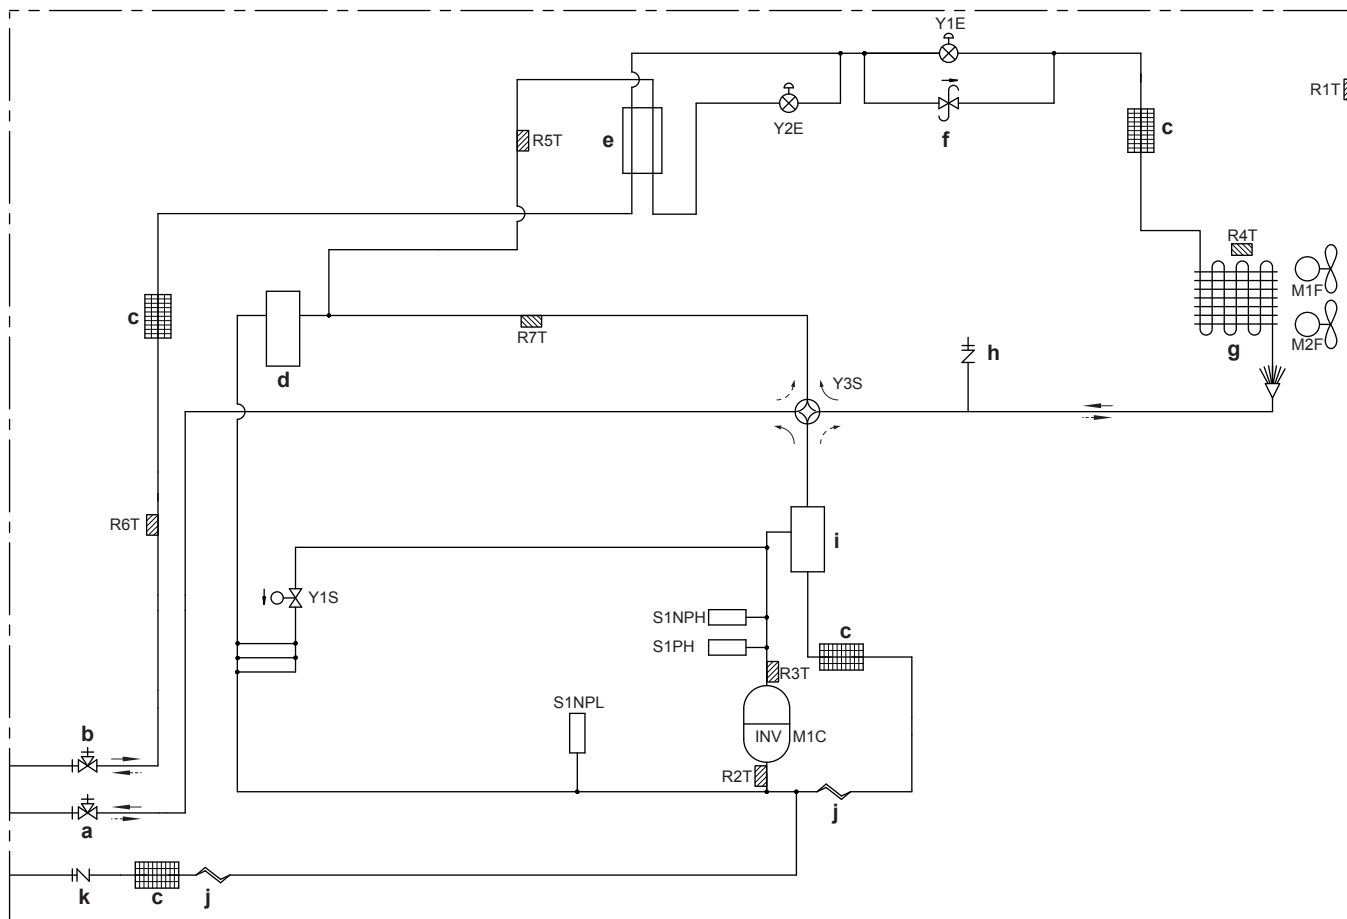 Y1E
R1T
c
Y2E
f
R5T
e
R4T
M1F
c
R7T
h
g
M2F
d
Y3S
R6T
i
Y1S
S1NPH
c
S1PH
R3T
S1NPL
b
INV
M1C
R2T
a
j
k
c
j